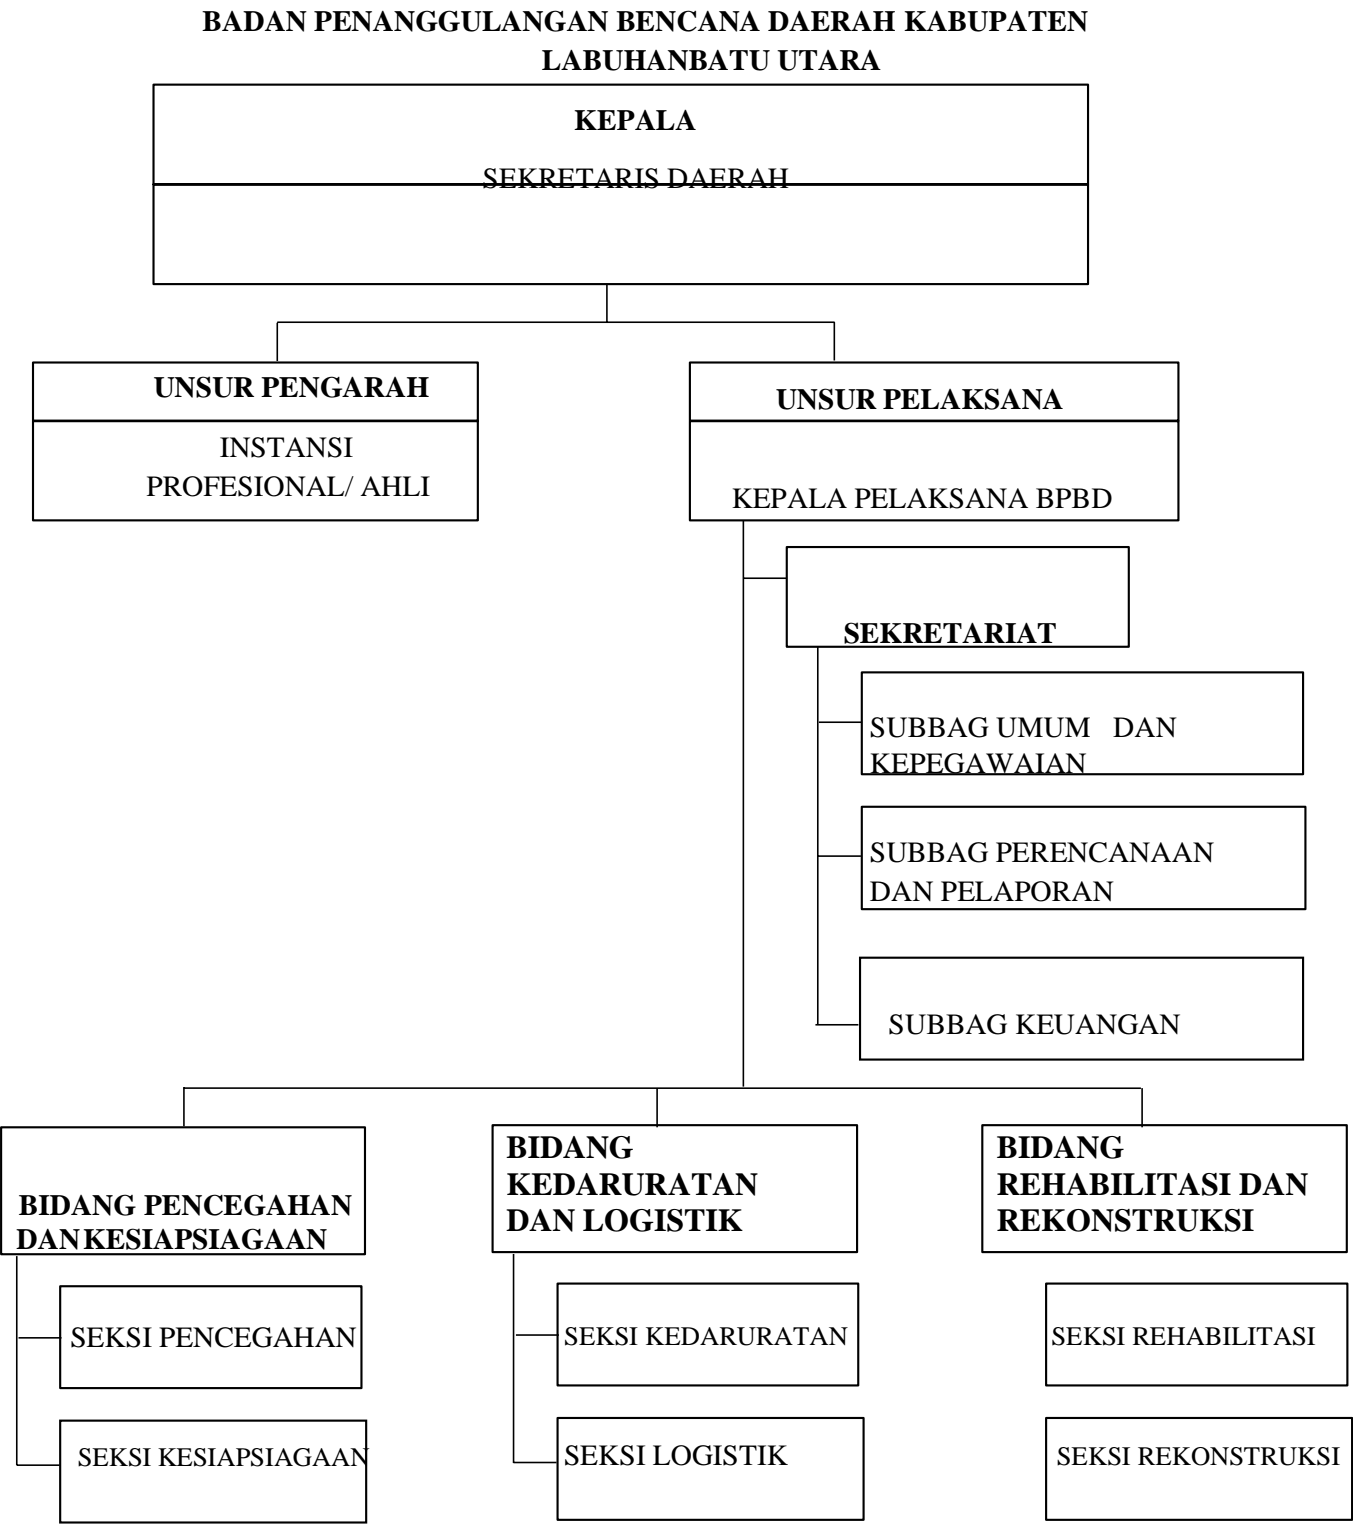 BADAN PENANGGULANGAN BENCANA DAERAH KABUPATEN
LABUHANBATU UTARA
KEPALA
SEKRETARIS DAERAH
UNSUR PENGARAH
INSTANSI
PROFESIONAL/ AHLI
UNSUR PELAKSANA
KEPALA PELAKSANA BPBD
SEKRETARIAT
SUBBAG UMUM DAN
KEPEGAWAIAN
SUBBAG PERENCANAAN
DAN PELAPORAN
SUBBAG KEUANGAN
BIDANG PENCEGAHAN
DAN KESIAPSIAGAAN
SEKSI PENCEGAHAN
SEKSI KESIAPSIAGAAN
BIDANG
KEDARURATAN
DAN LOGISTIK
SEKSI KEDARURATAN
SEKSI LOGISTIK
BIDANG
REHABILITASI DAN
REKONSTRUKSI
SEKSI REHABILITASI
SEKSI REKONSTRUKSI